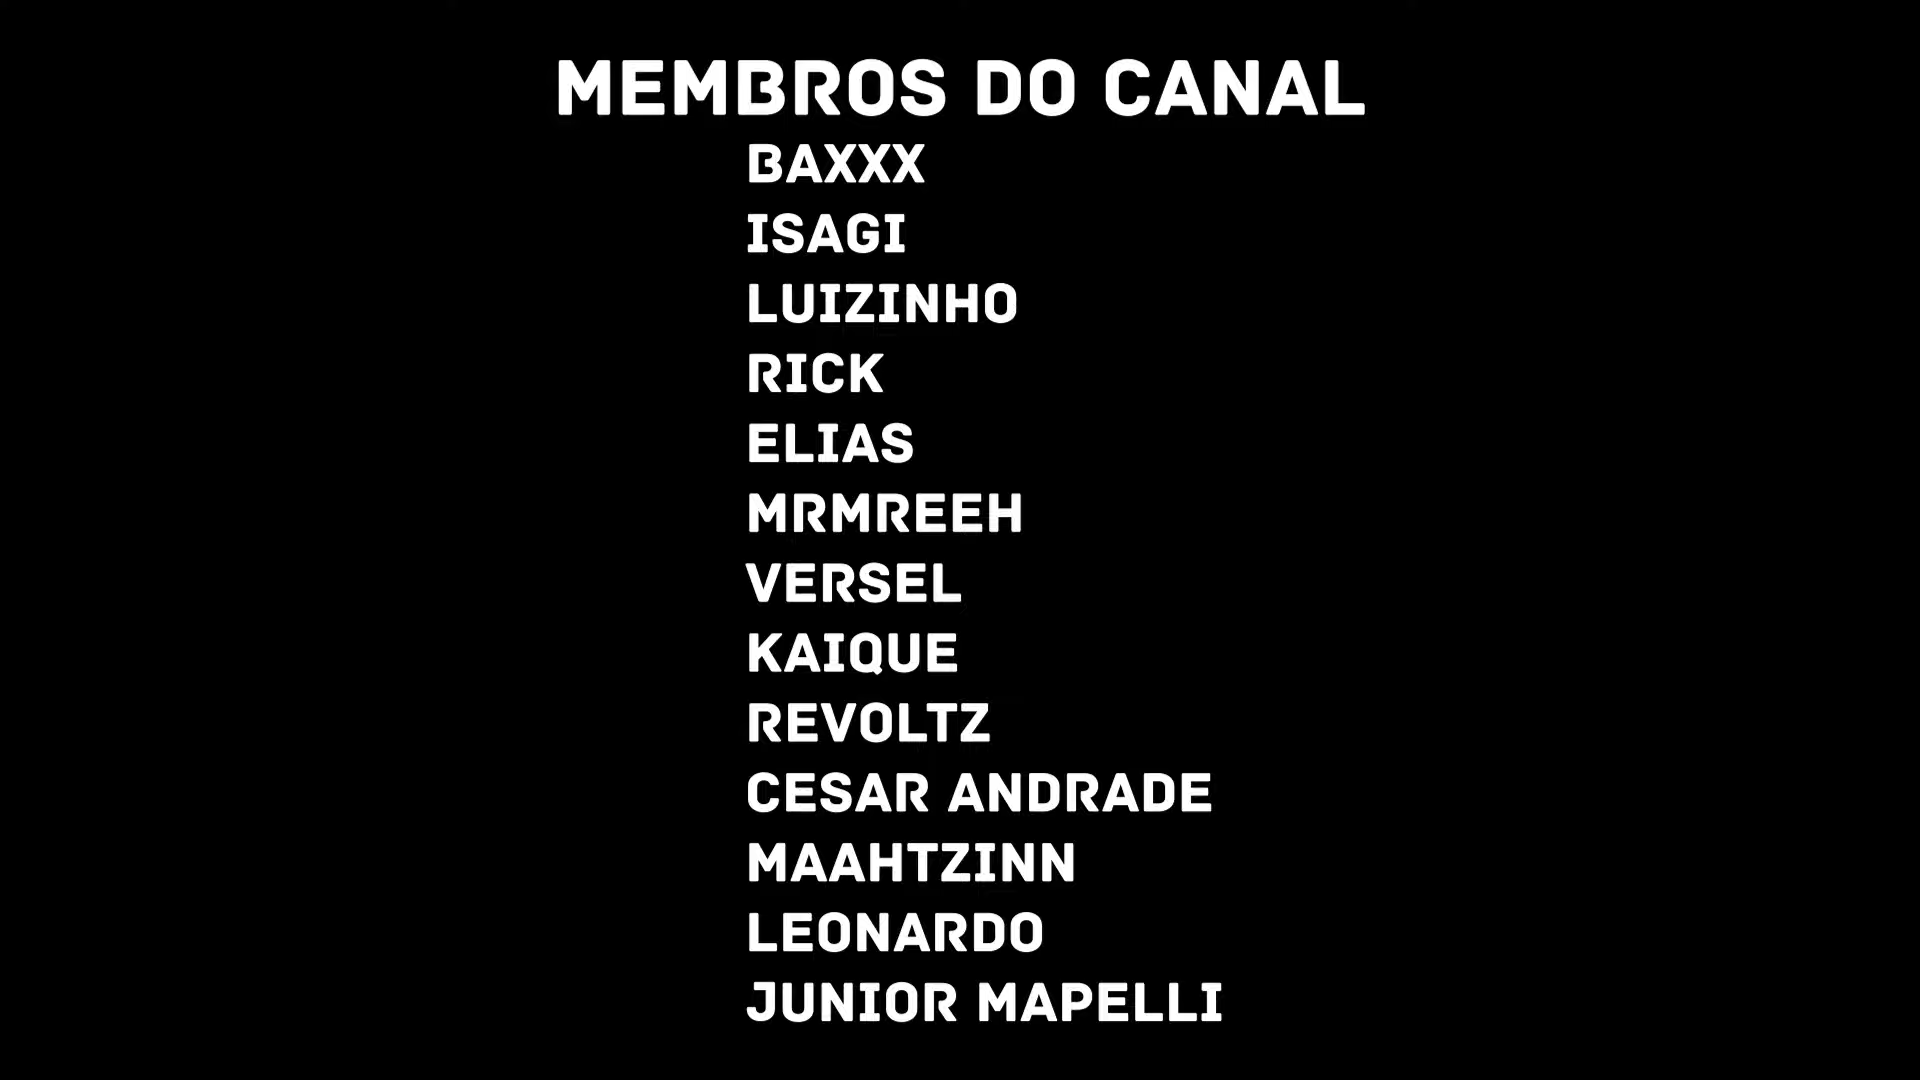 MEMBROS DO CANAL
BAXXX
ISAGI
LUIZINHO
RICK
ELIAS
MRMREEH
VERSEL
KAIQUE
REVOLTZ
CESAR ANDRADE
MAAHTZINN
LEONARDO
JUNIOR MAPELLI